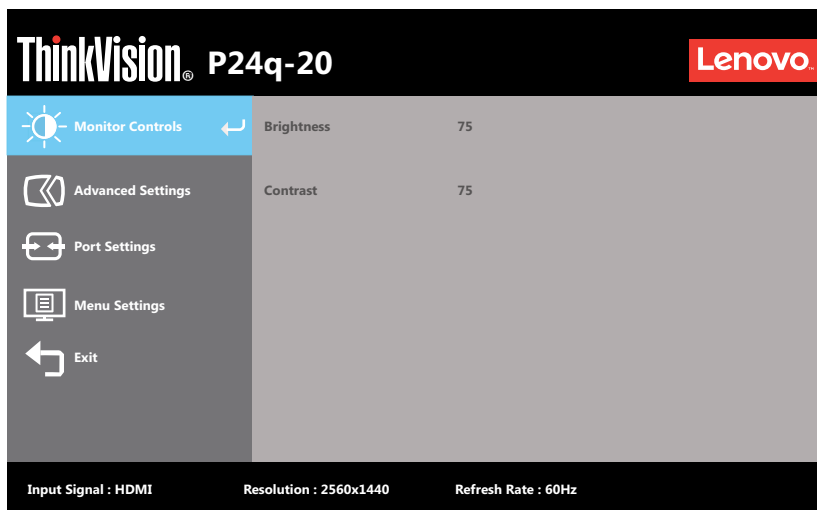 ThinkVision® P24q-20
Lenovo™
Monitor Controls
Brightness 75
Advanced Settings
Contrast 75
Port Settings
Menu Settings
Exit
Input Signal : HDMI Resolution : 2560x1440 Refresh Rate : 60Hz